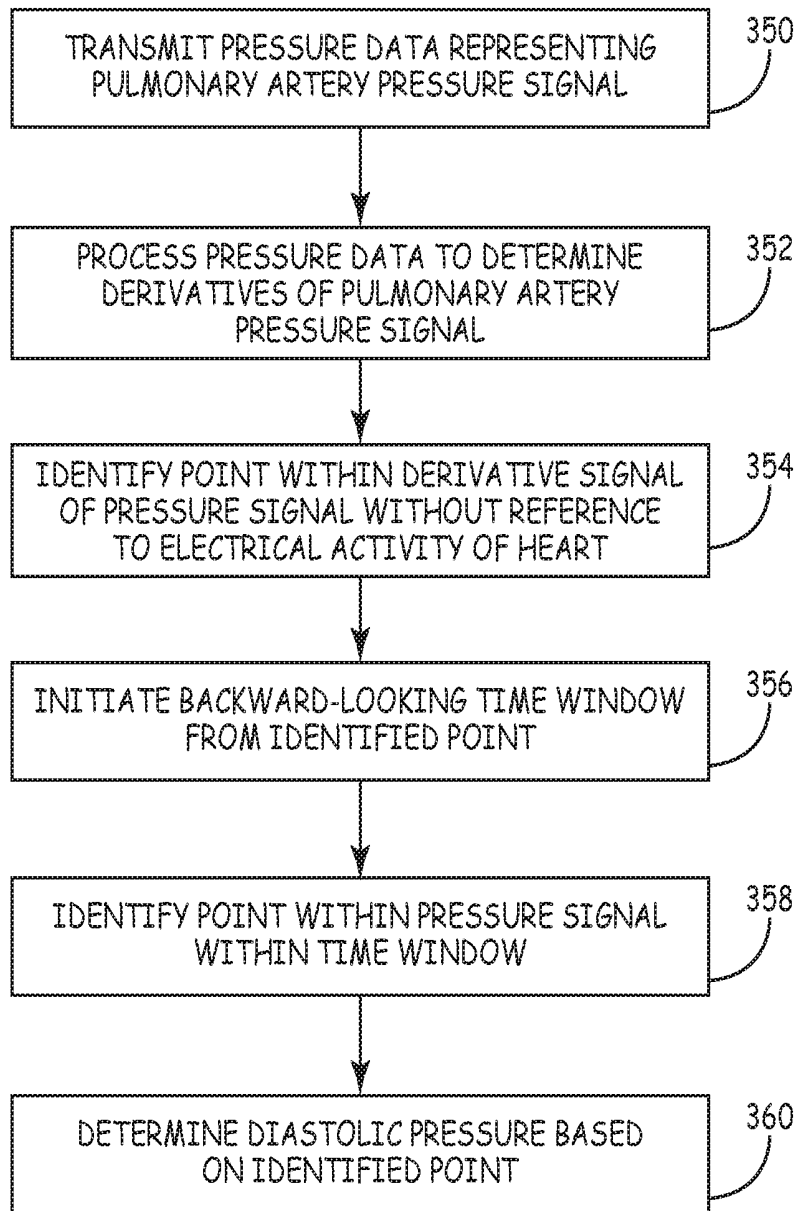 350
TRANSMIT PRESSURE DATA REPRESENTING
PULMONARY ARTERY PRESSURE SIGNAL
352
PROCESS PRESSURE DATA TO DETERMINE
DERIVATIVES OF PULMONARY ARTERY
PRESSURE SIGNAL
354
IDENTIFY POINT WITHIN DERIVATIVE SIGNAL
OF PRESSURE SIGNAL WITHOUT REFERENCE
TO ELECTRICAL ACTIVITY OF HEART
356
INITIATE BACKWARD-LOOKING TIME WINDOW
FROM IDENTIFIED POINT
358
IDENTIFY POINT WITHIN PRESSURE SIGNAL
WITHIN TIME WINDOW
360
DETERMINE DIASTOLIC PRESSURE BASED
ON IDENTIFIED POINT